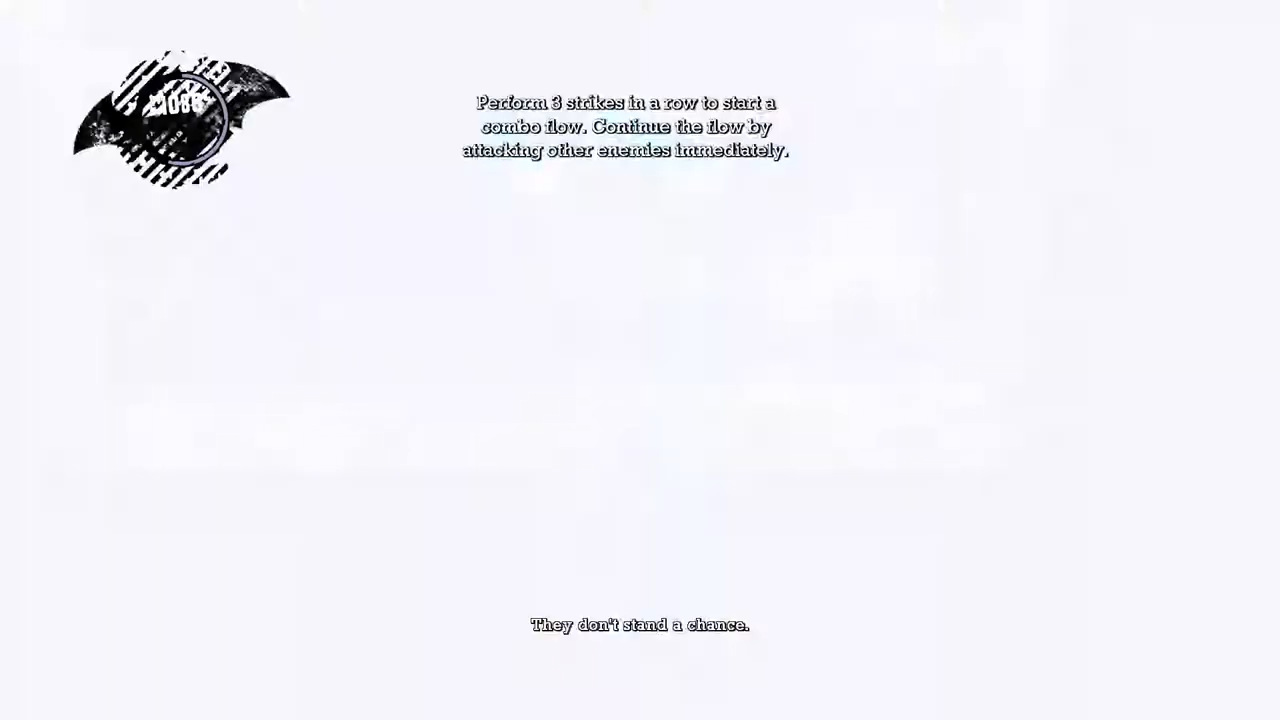 Perform 3 strikes in a row to start a
combo flow. Continue the flow by
attacking other enemies immediately.
They don't stand a chance.